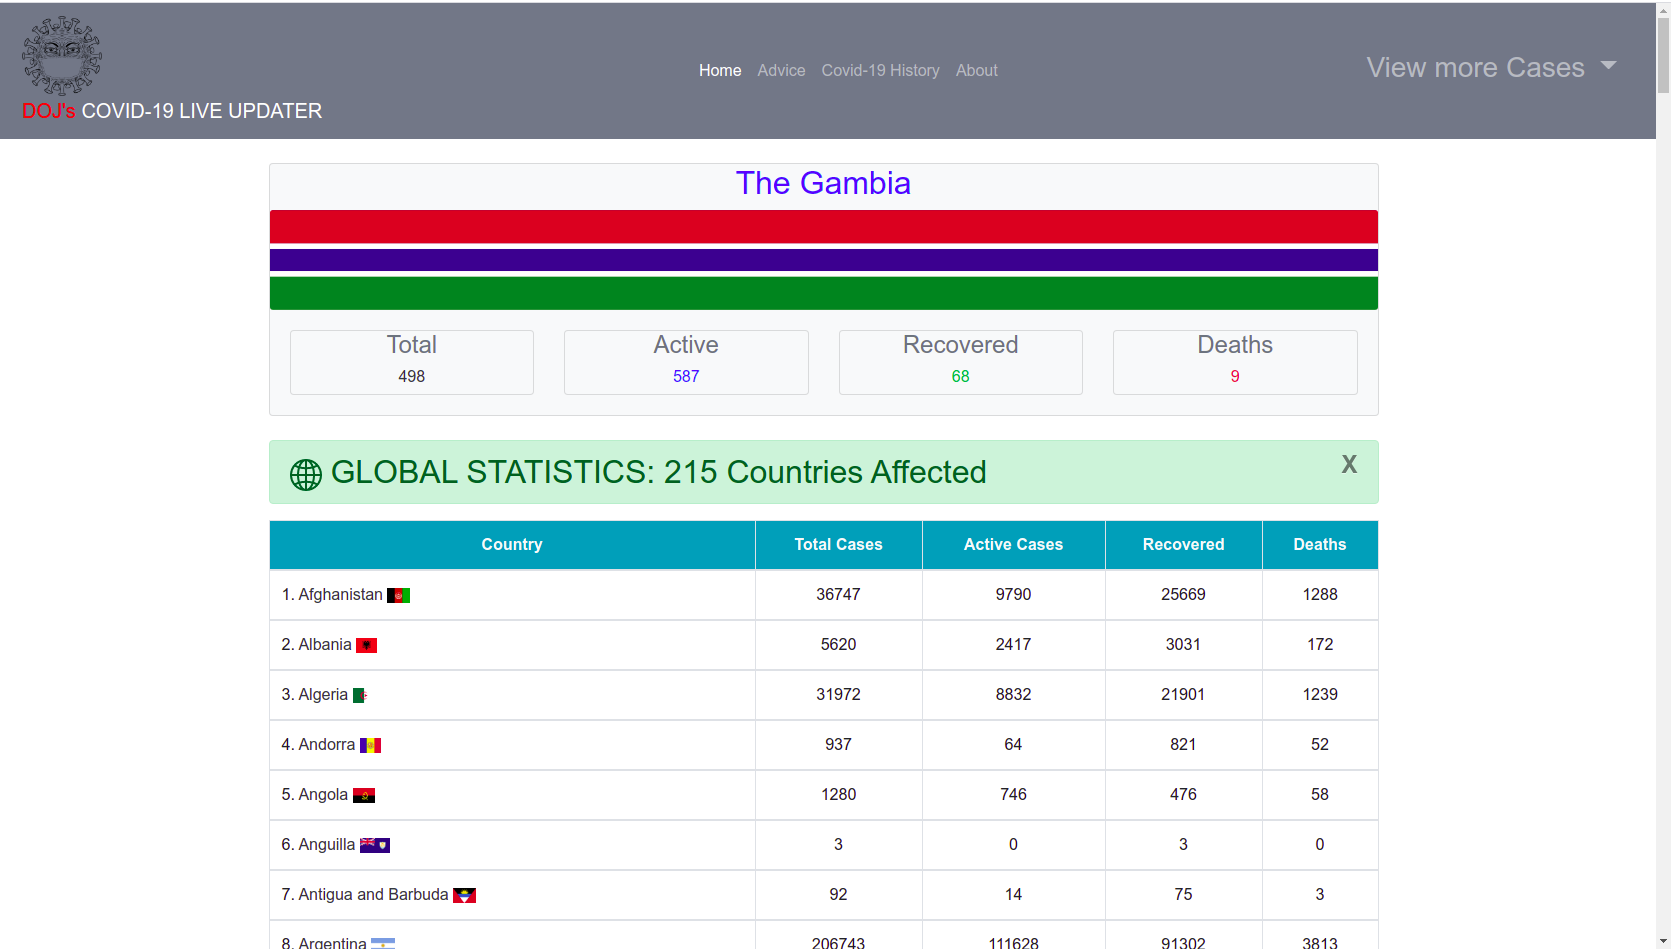 DOJ's COVID-19 LIVE UPDATER
Home Advice Covid-19 History About
View more Cases
The Gambia
Total Active Recovered Deaths
498 587 68 9
GLOBAL STATISTICS: 215 Countries Affected X
Country Total Cases Active Cases Recovered Deaths
1. Afghanistan 36747 9790 25669 1288
2. Albania 5620 2417 3031 172
3. Algeria 31972 8832 21901 1239
4. Andorra 937 64 821 52
5. Angola 1280 746 476 58
6. Anguilla 3 0 3 0
7. Antigua and Barbuda 92 14 75 3
8. Argentina 206743 111628 91302 3813